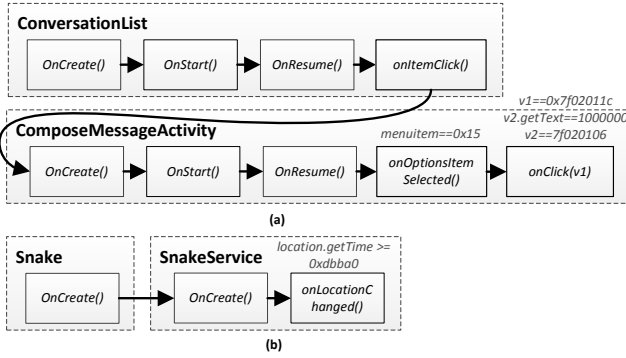 ConversationList
OnCreate()
OnStart()
OnResume()
onItemClick()
v1==0x7f02011c
v2.getText==1000000
v2==7f020106
ComposeMessageActivity
menuitem==0x15
OnCreate()
OnStart()
OnResume()
onOptionsItem
Selected()
onClick(v1)
(a)
Snake
SnakeService
location.getTime >=
0xdbba0
OnCreate()
OnCreate()
onLocationC
hanged()
(b)